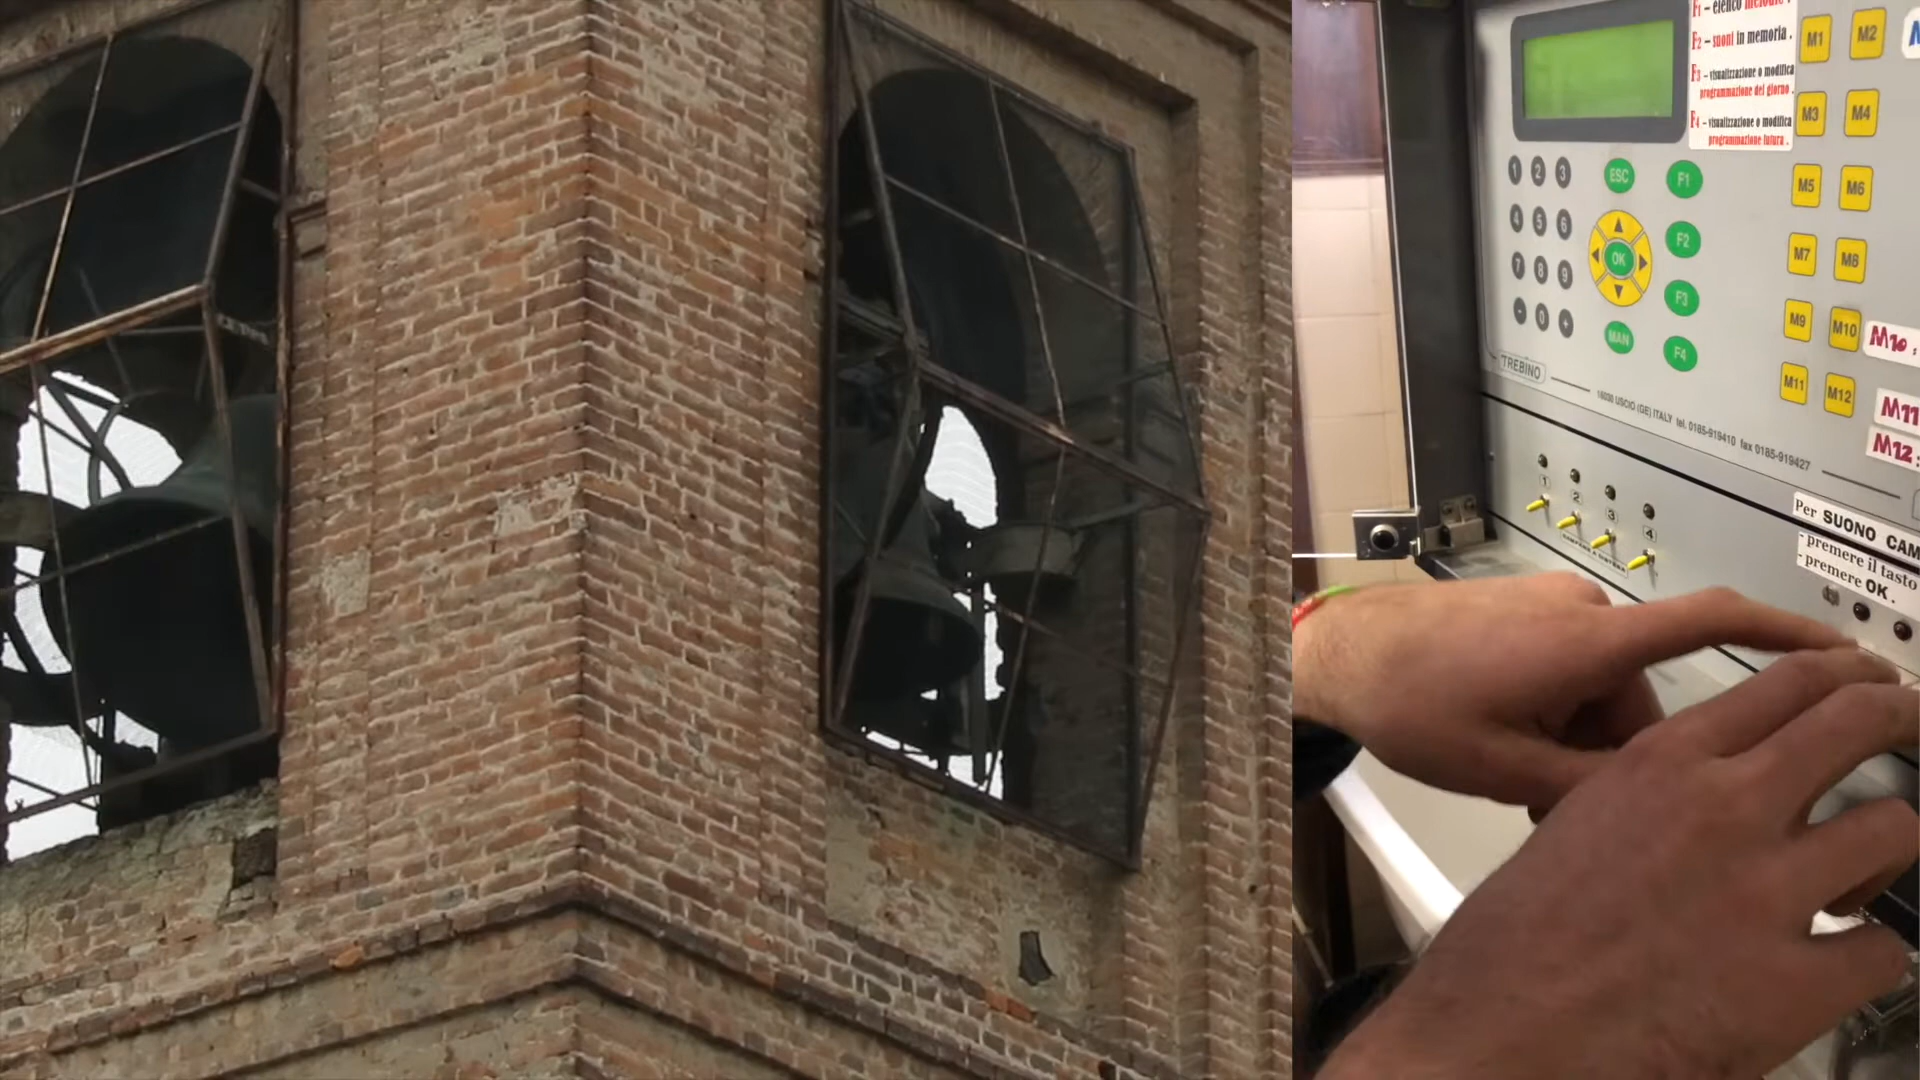 F1 – elenco melodie .
F2 – suoni in memoria .
F3 – visualizzazione o modifica
programmazione del giorno .
F4 – visualizzazione o modifica
programmazione futura .
M1 M2
M3 M4
M5 M6
M7 M8
M9 M10
M11 M12
M10:
M11
M12:
1 2 3
4 5 6
7 8 9
- 0 +
ESC
OK
MAN
F1
F2
F3
F4
TREBINO
16036 USCIO (GE) ITALY tel. 0185-919410 fax 0185-919427
1 2 3 4
Per SUONO CAM
- premere il tasto
- premere OK .